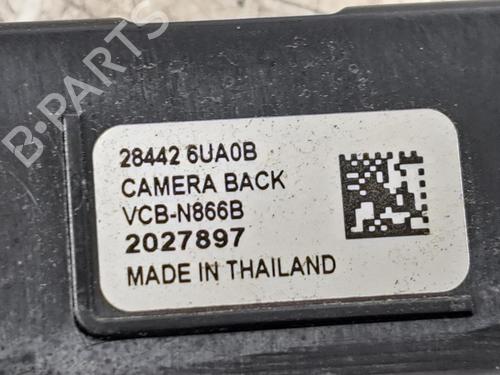 B-PARTS
28442 6UA0B
CAMERA BACK
VCB-N866B
2027897
MADE IN THAILAND